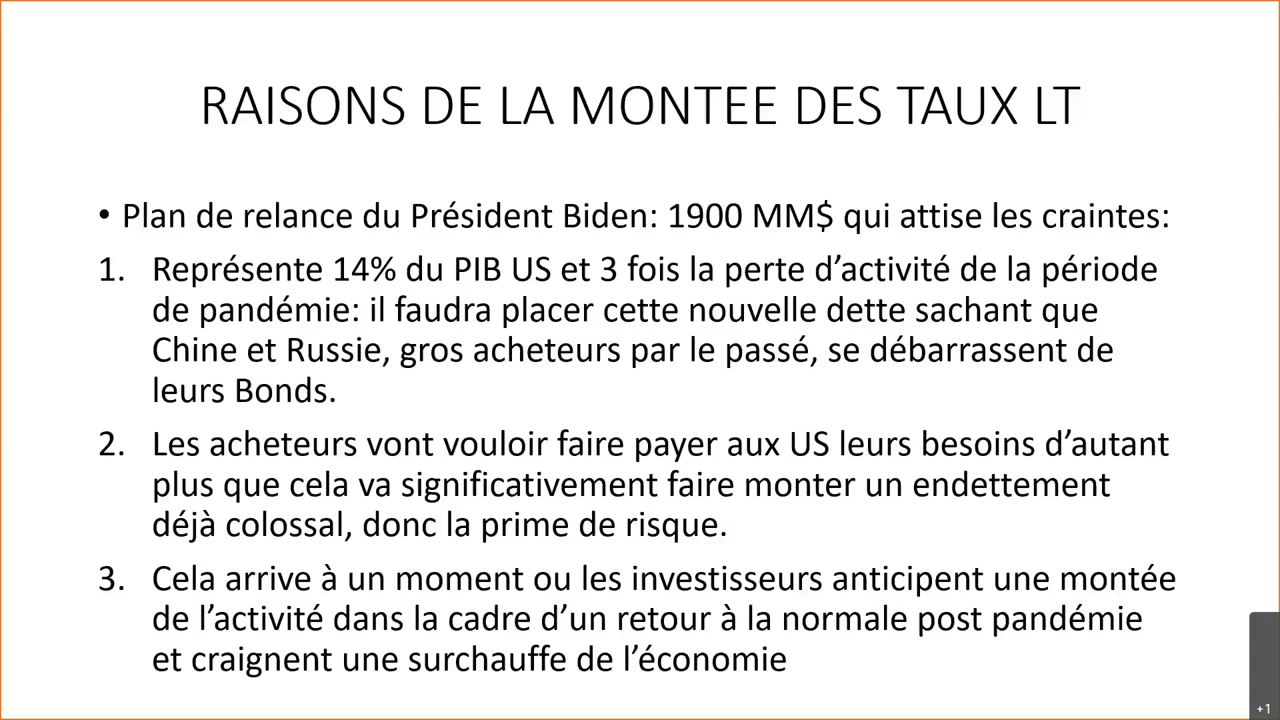 RAISONS DE LA MONTEE DES TAUX LT
• Plan de relance du Président Biden: 1900 MM$ qui attise les craintes:
1. Représente 14% du PIB US et 3 fois la perte d’activité de la période
de pandémie: il faudra placer cette nouvelle dette sachant que
Chine et Russie, gros acheteurs par le passé, se débarrassent de
leurs Bonds.
2. Les acheteurs vont vouloir faire payer aux US leurs besoins d’autant
plus que cela va significativement faire monter un endettement
déjà colossal, donc la prime de risque.
3. Cela arrive à un moment ou les investisseurs anticipent une montée
de l’activité dans la cadre d’un retour à la normale post pandémie
et craignent une surchauffe de l’économie
+1